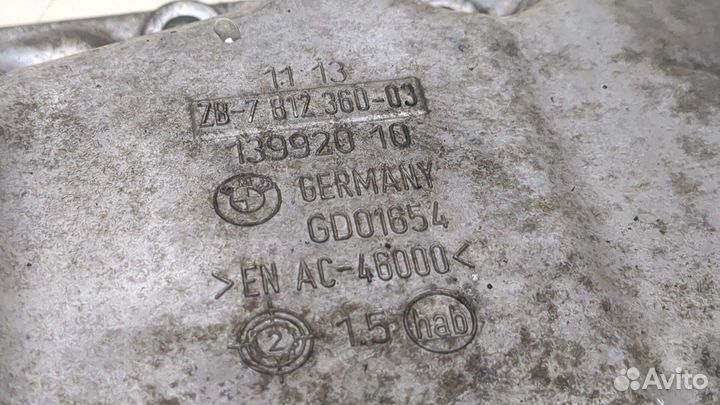 11 13
ZB-7 812 360-03
139920 10
GERMANY
GD01654
>EN AC-46000<
2 15 hab
Avito